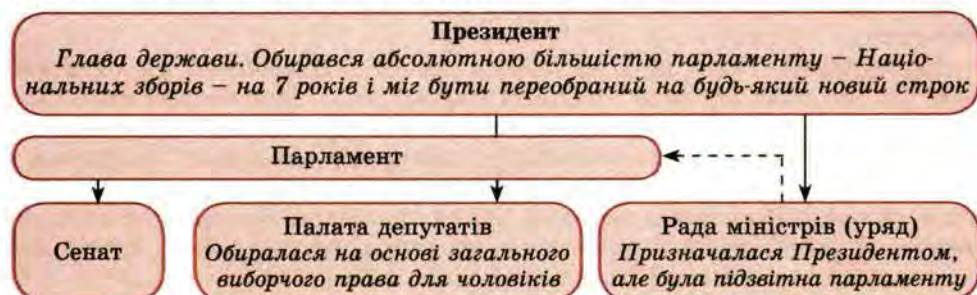 Президент
Глава держави. Обирався абсолютною більшістю парламенту – Націо-
нальних зборів – на 7 років і міг бути переобраний на будь-який новий строк
Парламент
Сенат
Палата депутатів
Обиралася на основі загального
виборчого права для чоловіків
Рада міністрів (уряд)
Призначалася Президентом,
але була підзвітна парламенту